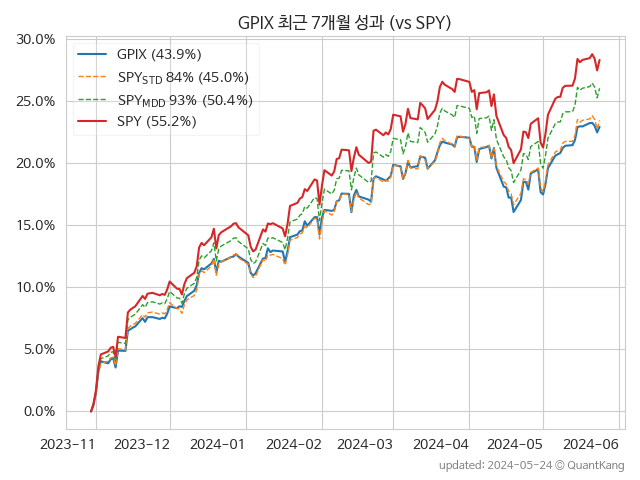 GPIX 최근 7개월 성과 (vs SPY)
30.0%
25.0%
20.0%
15.0%
10.0%
5.0%
0.0%
GPIX (43.9%)
SPY_STD 84% (45.0%)
SPY_MDD 93% (50.4%)
SPY (55.2%)
2023-11 2023-12 2024-01 2024-02 2024-03 2024-04 2024-05 2024-06
updated: 2024-05-24 © QuantKang